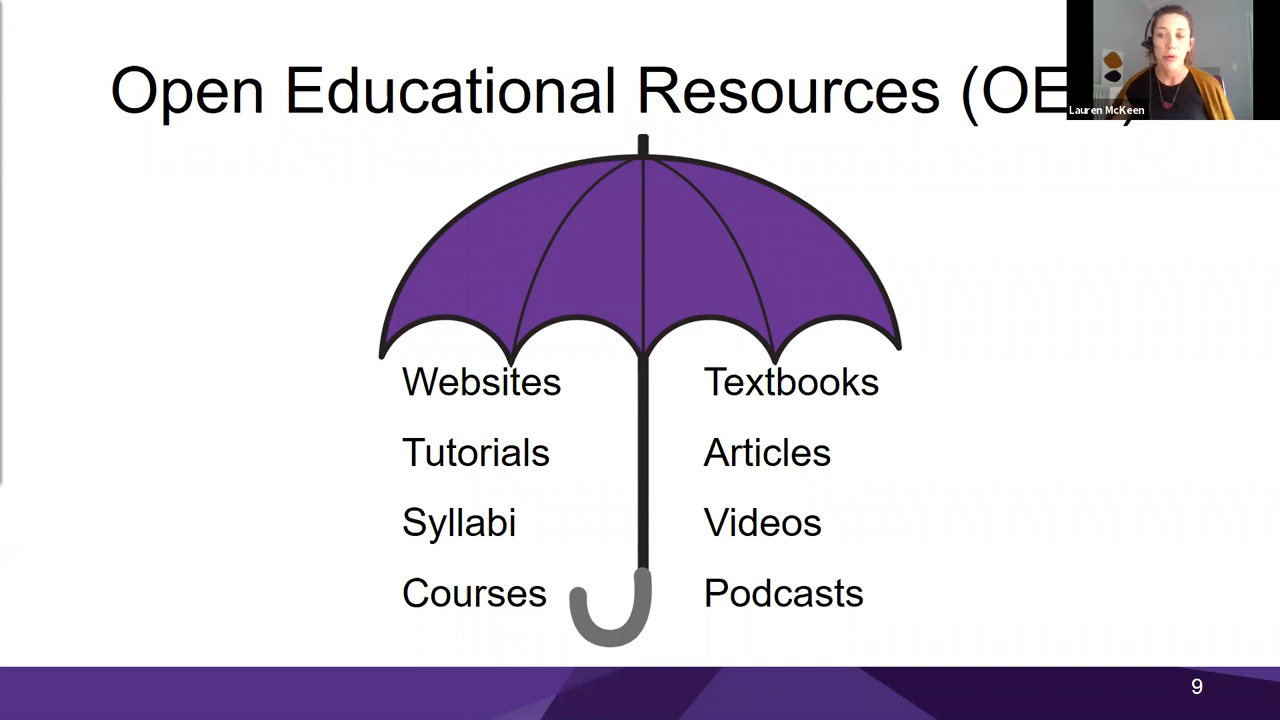 Open Educational Resources (OE
Lauren McKeen
Websites
Textbooks
Tutorials
Articles
Syllabi
Videos
Courses
Podcasts
9